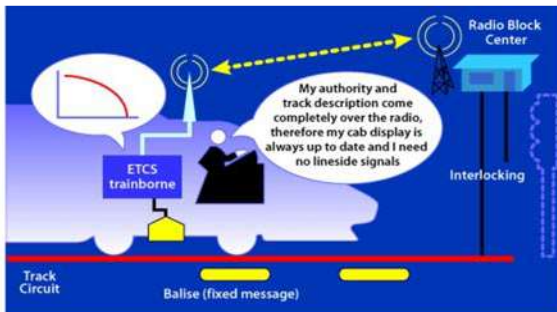 Radio Block
Center
My authority and
track description come
completely over the radio,
therefore my cab display is
always up to date and I need
no lineside signals
ETCS
trainborne
Interlocking
Track
Circuit
Balise (fixed message)